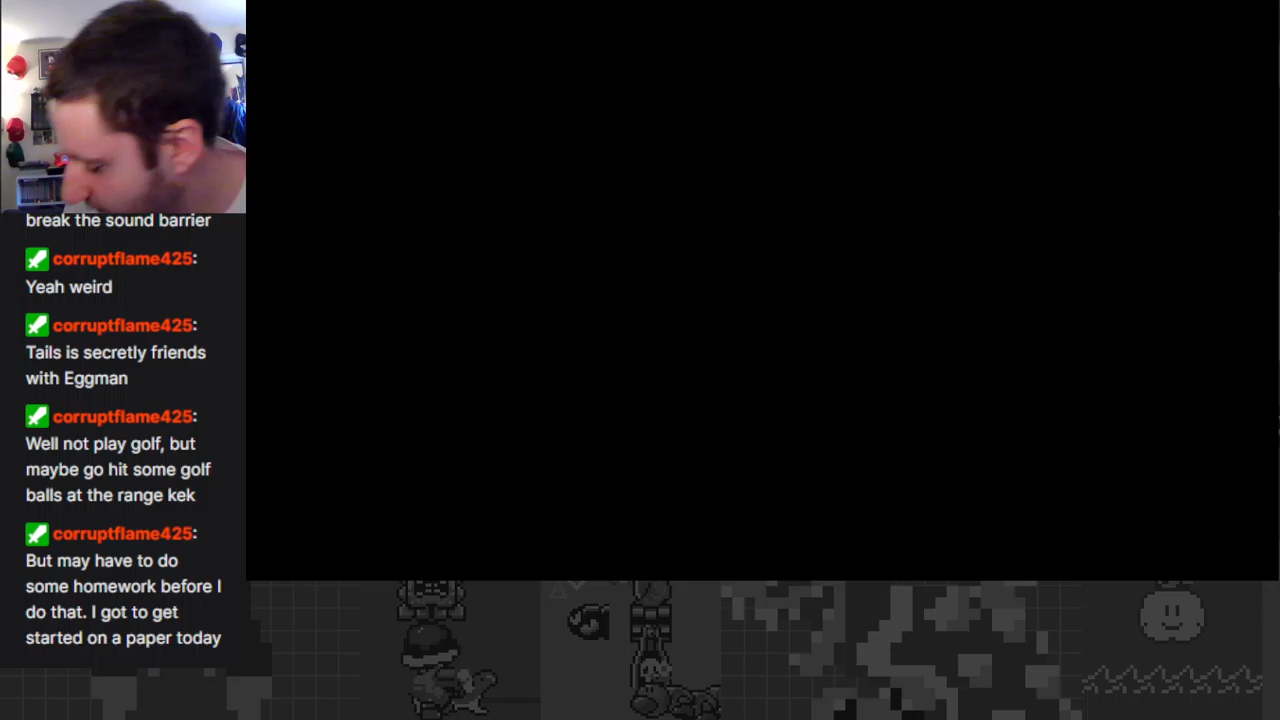 break the sound barrier
corruptflame425:
Yeah weird
corruptflame425:
Tails is secretly friends
with Eggman
corruptflame425:
Well not play golf, but
maybe go hit some golf
balls at the range kek
corruptflame425:
But may have to do
some homework before I
do that. I got to get
started on a paper today